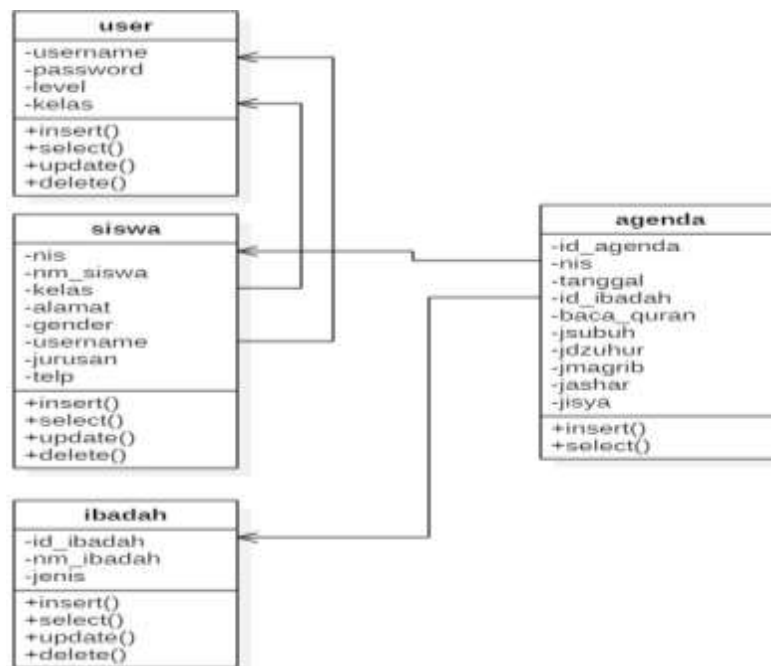 user
-username
-password
-level
-kelas
+insert()
+select()
+update()
+delete()
siswa
-nis
-nm_siswa
-kelas
-alamat
-gender
-username
-jurusan
-telp
+insert()
+select()
+update()
+delete()
ibadah
-id_ibadah
-nm_ibadah
-jenis
+insert()
+select()
+update()
+delete()
agenda
-id_agenda
-nis
-tanggal
-id_ibadah
-baca_quran
-jsubuh
-jdzuhur
-jmagrib
-jashar
-jisya
+insert()
+select()